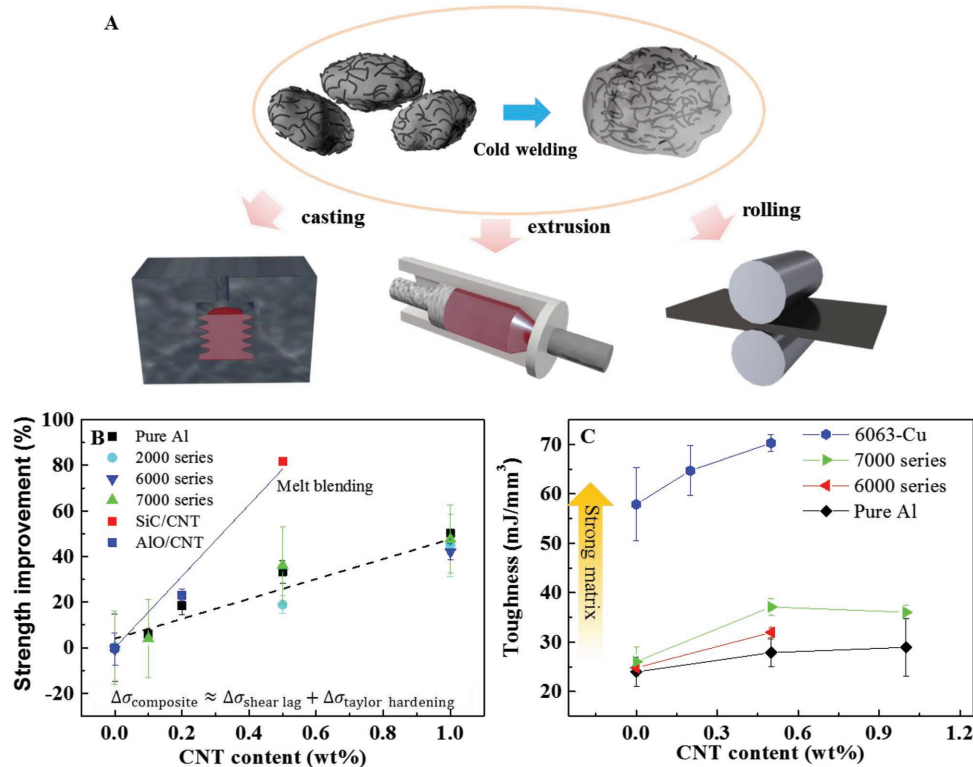 A
Cold welding
casting
extrusion
rolling
B
Pure Al
2000 series
6000 series
7000 series
SiC/CNT
AlO/CNT
Melt blending
Δσcomposite ≈ Δσshear lag + Δσtaylor hardening
Strength improvement (%)
100
80
60
40
20
0
-20
0.0 0.2 0.4 0.6 0.8 1.0
CNT content (wt%)
C
6063-Cu
7000 series
6000 series
Pure Al
Strong matrix
Toughness (mJ/mm³)
70
60
50
40
30
20
0.0 0.3 0.6 0.9 1.2
CNT content (wt%)